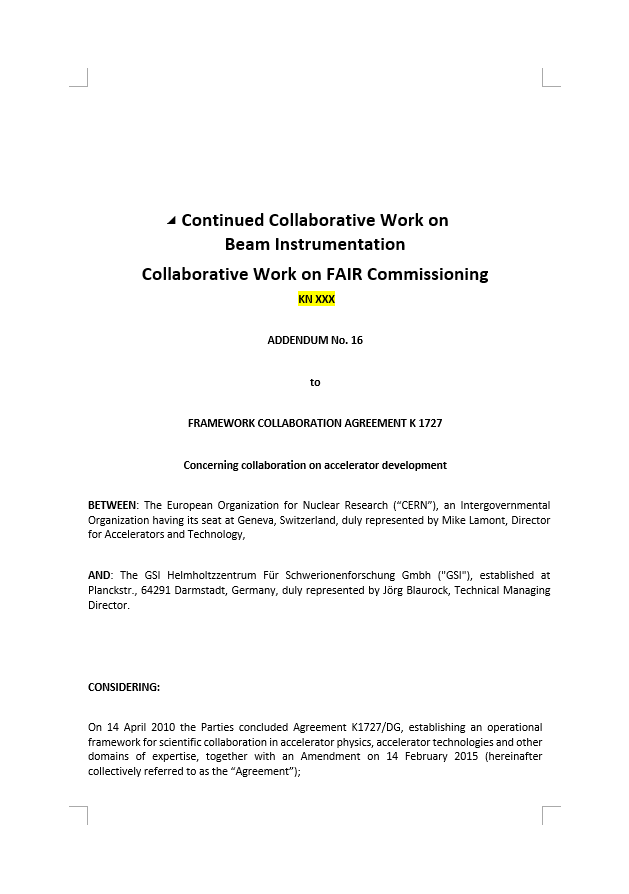 Continued Collaborative Work on
Beam Instrumentation
Collaborative Work on FAIR Commissioning
KN XXX
ADDENDUM No. 16
to
FRAMEWORK COLLABORATION AGREEMENT K 1727
Concerning collaboration on accelerator development
BETWEEN: The European Organization for Nuclear Research (“CERN”), an Intergovernmental
Organization having its seat at Geneva, Switzerland, duly represented by Mike Lamont, Director
for Accelerators and Technology,
AND: The GSI Helmholtzzentrum Für Schwerionenforschung Gmbh ("GSI"), established at
Planckstr., 64291 Darmstadt, Germany, duly represented by Jörg Blaurock, Technical Managing
Director.
CONSIDERING:
On 14 April 2010 the Parties concluded Agreement K1727/DG, establishing an operational
framework for scientific collaboration in accelerator physics, accelerator technologies and other
domains of expertise, together with an Amendment on 14 February 2015 (hereinafter
collectively referred to as the “Agreement”);